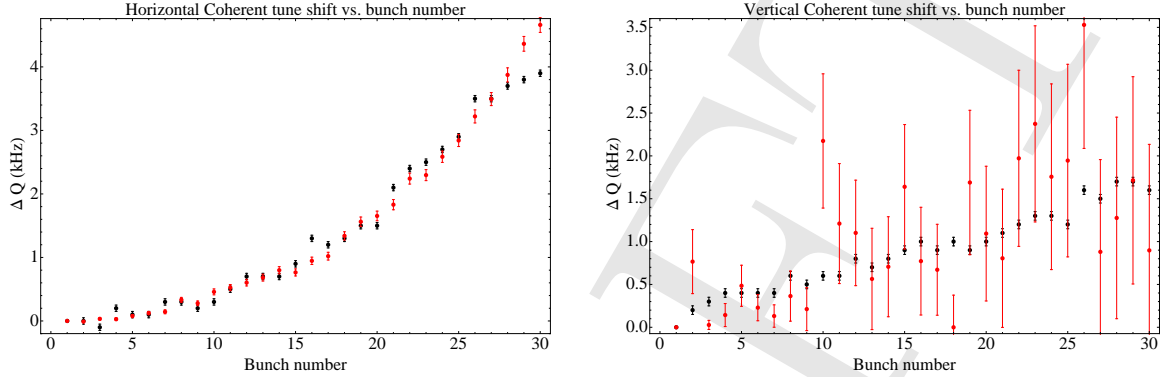 Horizontal Coherent tune shift vs. bunch number
4
3
2
1
0
Δ Q (kHz)
0 5 10 15 20 25 30
Bunch number
Vertical Coherent tune shift vs. bunch number
3.5
3.0
2.5
2.0
1.5
1.0
0.5
0.0
Δ Q (kHz)
0 5 10 15 20 25 30
Bunch number